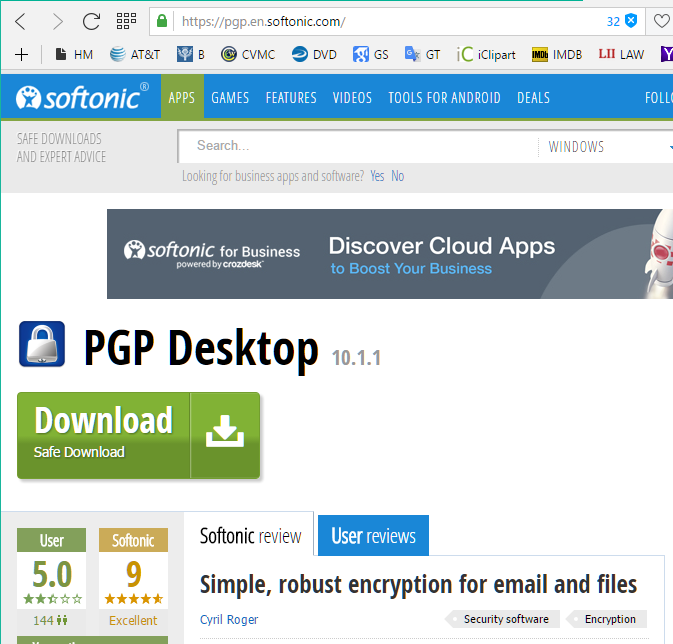 https://pgp.en.softonic.com/
32
HM AT&T B CVMC DVD GS GT iClipart IMDB LII LAW
softonic® APPS GAMES FEATURES VIDEOS TOOLS FOR ANDROID DEALS
SAFE DOWNLOADS
AND EXPERT ADVICE
Search... WINDOWS
Looking for business apps and software? Yes No
softonic for Business
powered by crozdesk
Discover Cloud Apps
to Boost Your Business
PGP Desktop 10.1.1
Download
Safe Download
User
5.0
144
Softonic
9
Excellent
Softonic review User reviews
Simple, robust encryption for email and files
Cyril Roger Security software Encryption